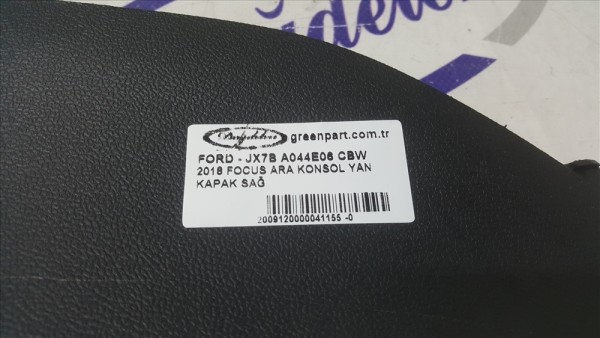 greenpart.com.tr
FORD - JX7B A044E06 CBW
2018 FOCUS ARA KONSOL YAN
KAPAK SAĞ
2009120000041155 -0